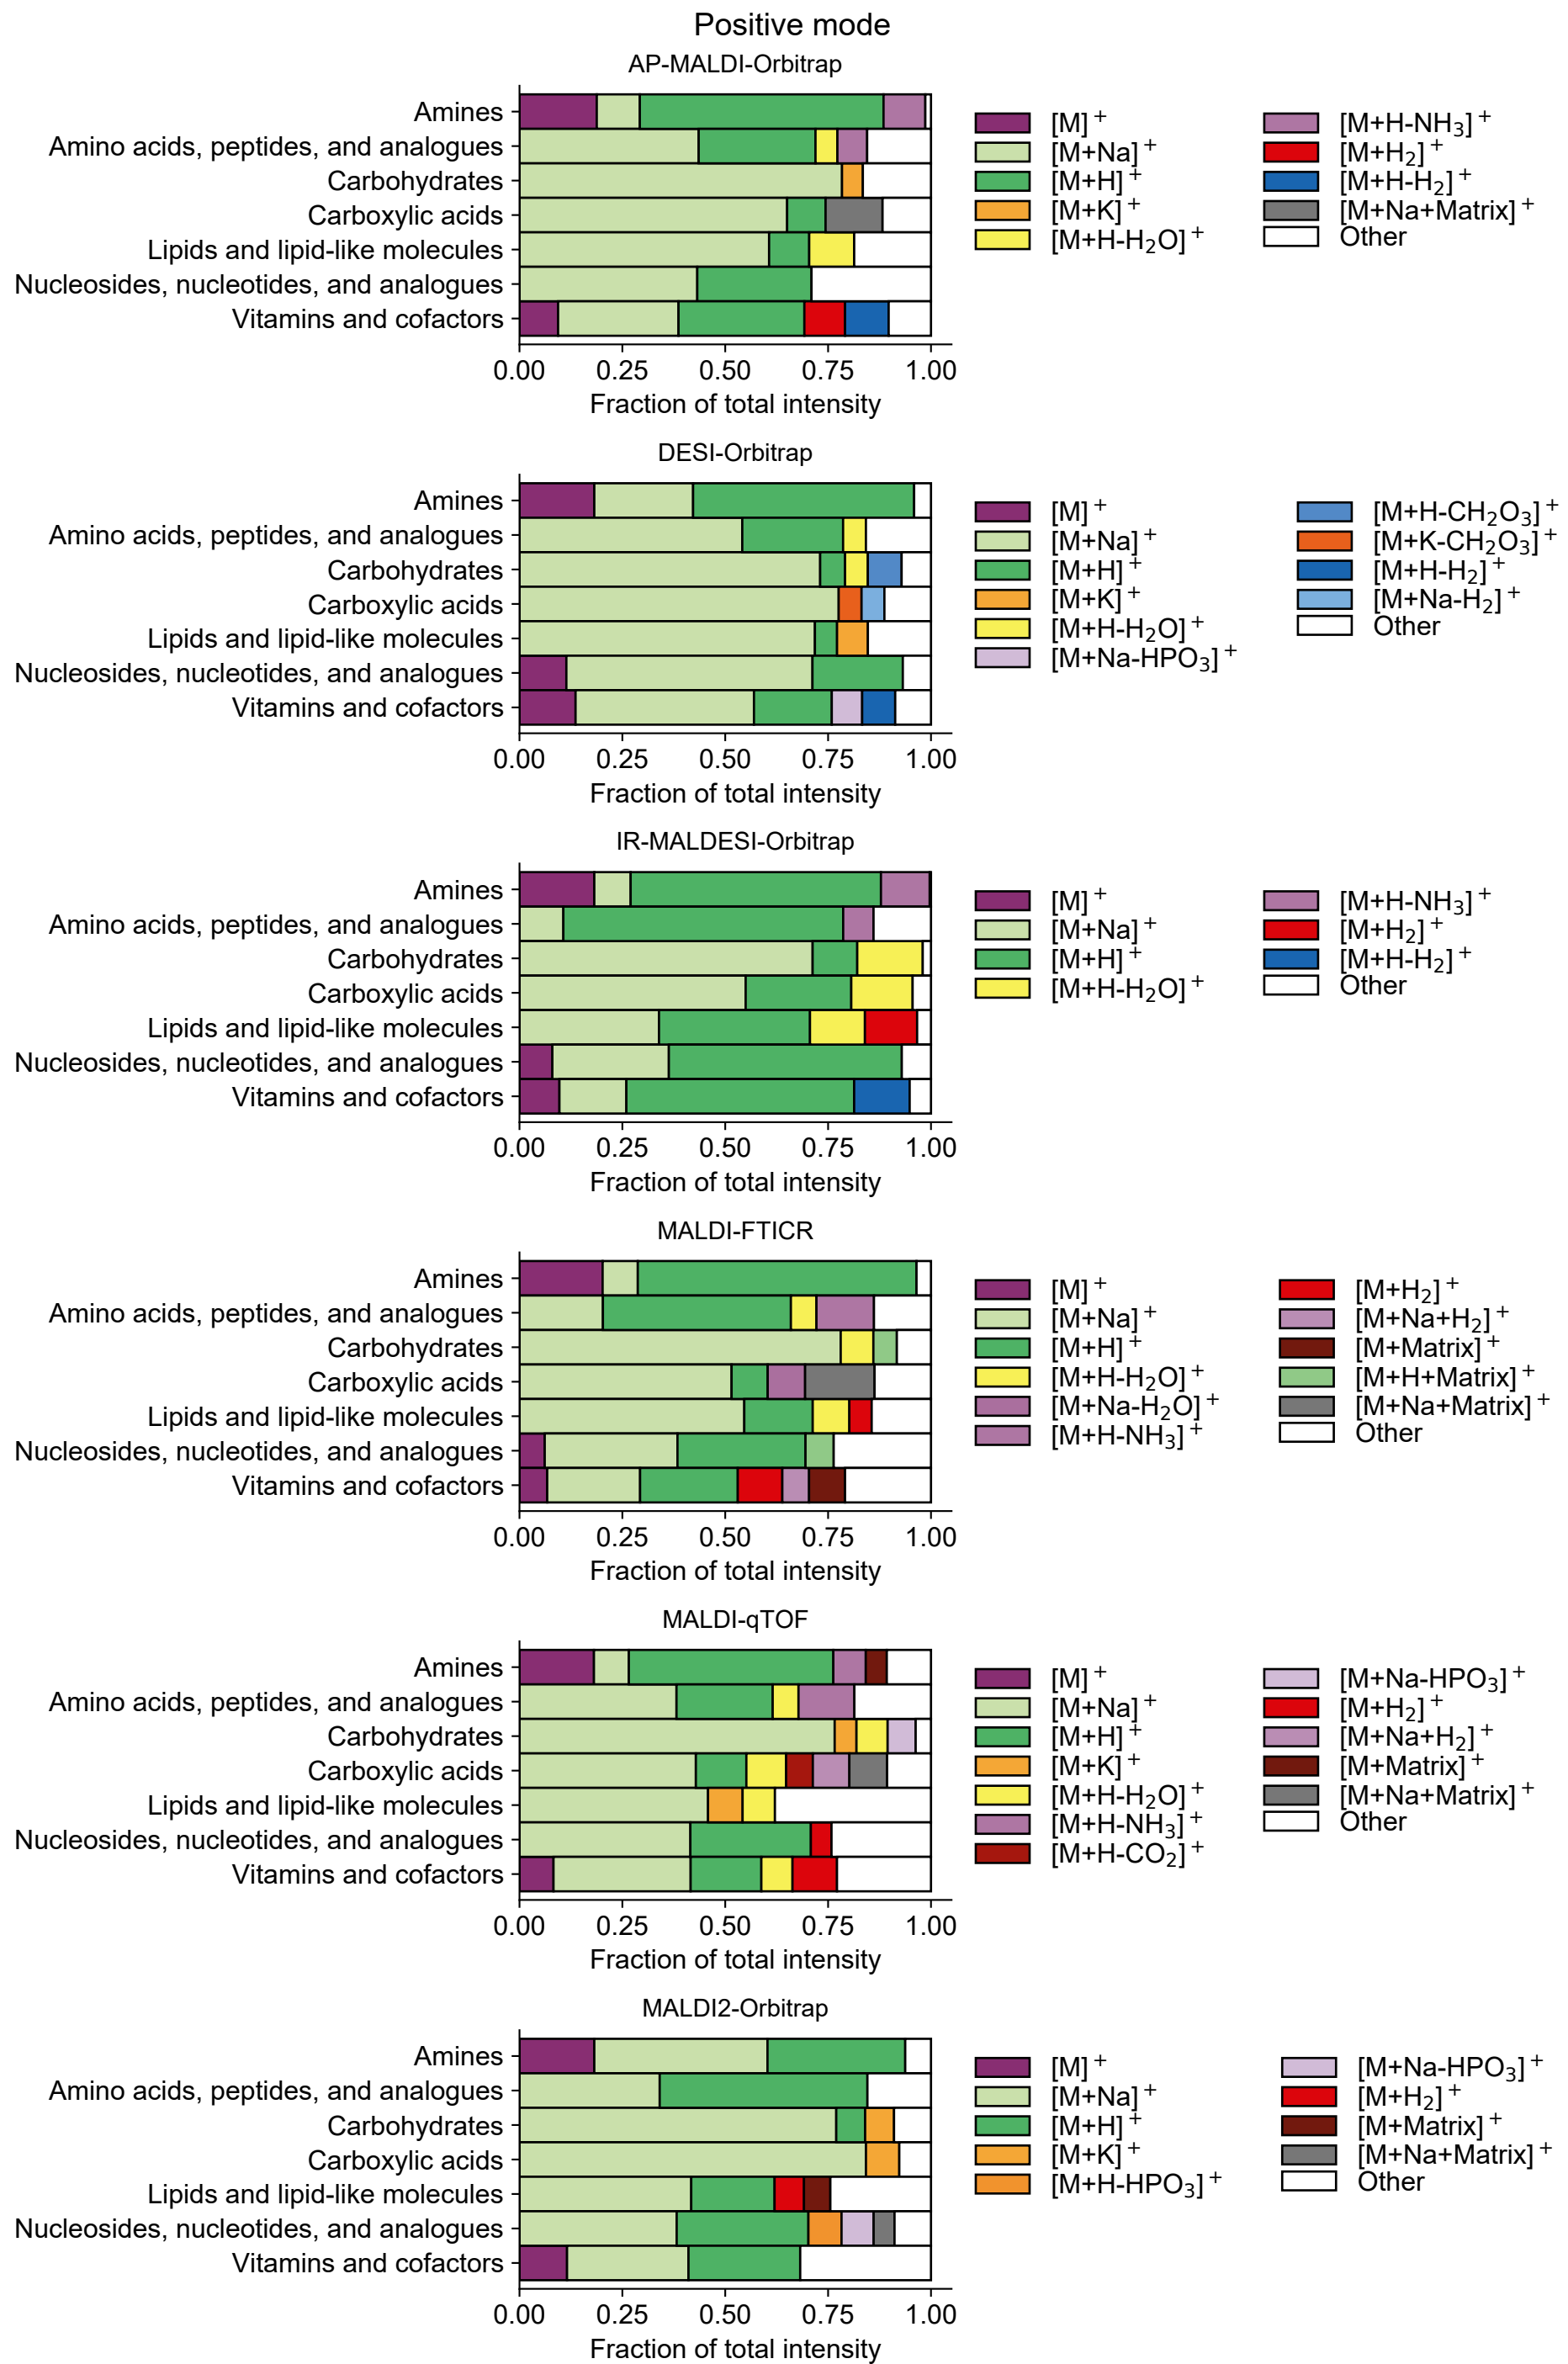 Positive mode
AP-MALDI-Orbitrap
Amines
Amino acids, peptides, and analogues
Carbohydrates
Carboxylic acids
Lipids and lipid-like molecules
Nucleosides, nucleotides, and analogues
Vitamins and cofactors
0.00 0.25 0.50 0.75 1.00
Fraction of total intensity
[M]⁺
[M+Na]⁺
[M+H]⁺
[M+K]⁺
[M+H-H₂O]⁺
[M+H-NH₃]⁺
[M+H₂]⁺
[M+H-H₂]⁺
[M+Na+Matrix]⁺
Other
DESI-Orbitrap
Amines
Amino acids, peptides, and analogues
Carbohydrates
Carboxylic acids
Lipids and lipid-like molecules
Nucleosides, nucleotides, and analogues
Vitamins and cofactors
0.00 0.25 0.50 0.75 1.00
Fraction of total intensity
[M]⁺
[M+Na]⁺
[M+H]⁺
[M+K]⁺
[M+H-H₂O]⁺
[M+Na-HPO₃]⁺
[M+H-CH₂O₃]⁺
[M+K-CH₂O₃]⁺
[M+H-H₂]⁺
[M+Na-H₂]⁺
Other
IR-MALDESI-Orbitrap
Amines
Amino acids, peptides, and analogues
Carbohydrates
Carboxylic acids
Lipids and lipid-like molecules
Nucleosides, nucleotides, and analogues
Vitamins and cofactors
0.00 0.25 0.50 0.75 1.00
Fraction of total intensity
[M]⁺
[M+Na]⁺
[M+H]⁺
[M+H-H₂O]⁺
[M+H-NH₃]⁺
[M+H₂]⁺
[M+H-H₂]⁺
Other
MALDI-FTICR
Amines
Amino acids, peptides, and analogues
Carbohydrates
Carboxylic acids
Lipids and lipid-like molecules
Nucleosides, nucleotides, and analogues
Vitamins and cofactors
0.00 0.25 0.50 0.75 1.00
Fraction of total intensity
[M]⁺
[M+Na]⁺
[M+H]⁺
[M+H-H₂O]⁺
[M+Na-H₂O]⁺
[M+H-NH₃]⁺
[M+H₂]⁺
[M+Na+H₂]⁺
[M+Matrix]⁺
[M+H+Matrix]⁺
[M+Na+Matrix]⁺
Other
MALDI-qTOF
Amines
Amino acids, peptides, and analogues
Carbohydrates
Carboxylic acids
Lipids and lipid-like molecules
Nucleosides, nucleotides, and analogues
Vitamins and cofactors
0.00 0.25 0.50 0.75 1.00
Fraction of total intensity
[M]⁺
[M+Na]⁺
[M+H]⁺
[M+K]⁺
[M+H-H₂O]⁺
[M+H-NH₃]⁺
[M+H-CO₂]⁺
[M+Na-HPO₃]⁺
[M+H₂]⁺
[M+Na+H₂]⁺
[M+Matrix]⁺
[M+Na+Matrix]⁺
Other
MALDI2-Orbitrap
Amines
Amino acids, peptides, and analogues
Carbohydrates
Carboxylic acids
Lipids and lipid-like molecules
Nucleosides, nucleotides, and analogues
Vitamins and cofactors
0.00 0.25 0.50 0.75 1.00
Fraction of total intensity
[M]⁺
[M+Na]⁺
[M+H]⁺
[M+K]⁺
[M+H-HPO₃]⁺
[M+Na-HPO₃]⁺
[M+H₂]⁺
[M+Matrix]⁺
[M+Na+Matrix]⁺
Other